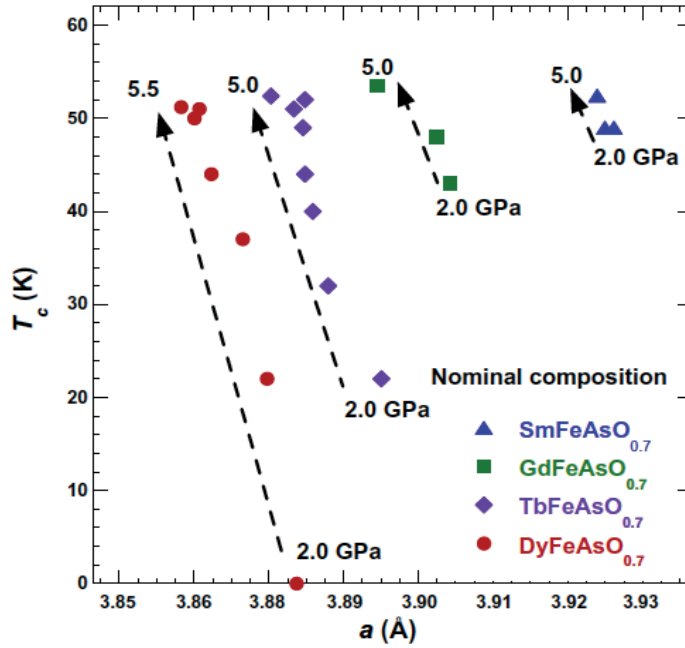 60
50
40
30
20
10
0
T_c (K)
5.5
5.0
5.0
5.0
2.0 GPa
2.0 GPa
2.0 GPa
2.0 GPa
Nominal composition
SmFeAsO0.7
GdFeAsO0.7
TbFeAsO0.7
DyFeAsO0.7
3.85 3.86 3.88 3.89 3.90 3.91 3.92 3.93
a (Å)